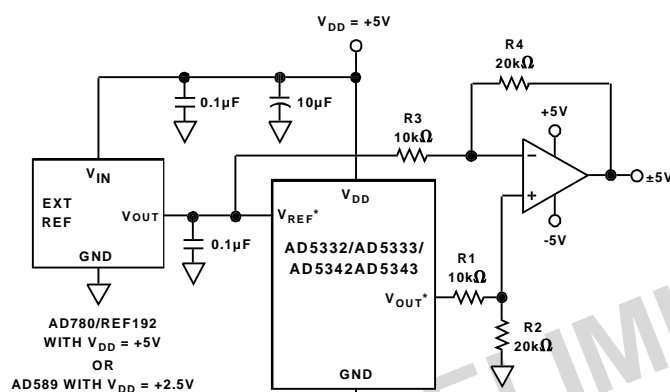 V_DD = +5V
R4
20kΩ
0.1µF
10µF
R3
10kΩ
+5V
V_IN
EXT
REF
V_OUT
GND
V_DD
V_REF*
−
+
±5V
-5V
0.1µF
AD5332/AD5333/
AD5342AD5343
V_OUT*
R1
10kΩ
R2
20kΩ
GND
AD780/REF192
WITH V_DD = +5V
OR
AD589 WITH V_DD = +2.5V